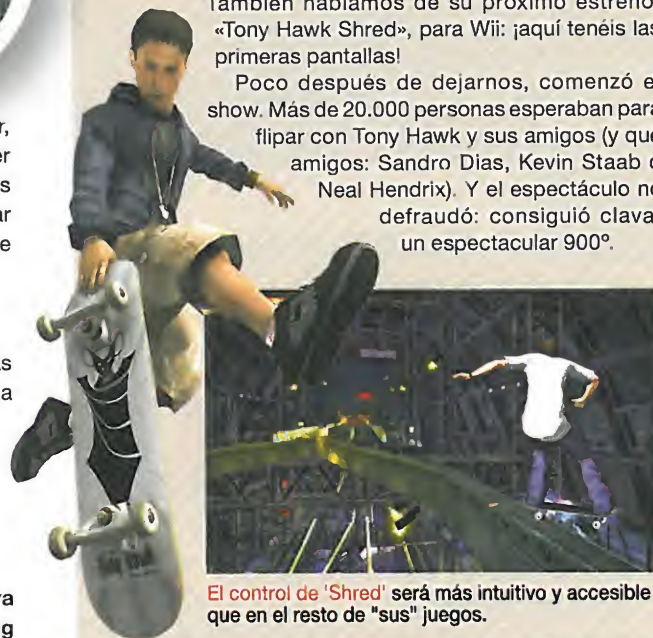 También hablamos de su próximo estreno,
«Tony Hawk Shred», para Wii: ¡aquí tenéis las
primeras pantallas!
Poco después de dejarnos, comenzó e
show. Más de 20.000 personas esperaban para
flipar con Tony Hawk y sus amigos (y que
amigos: Sandro Dias, Kevin Staab o
Neal Hendrix). Y el espectáculo no
defraudó: consiguió clava
un espectacular 900º.
El control de 'Shred' será más intuitivo y accesible
que en el resto de "sus" juegos.